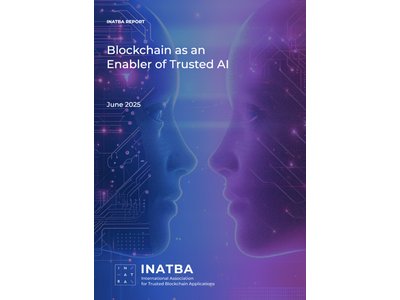 INATBA REPORT
Blockchain as an
Enabler of Trusted AI
June 2025
I N
A T
B A
INATBA
International Association
for Trusted Blockchain Applications